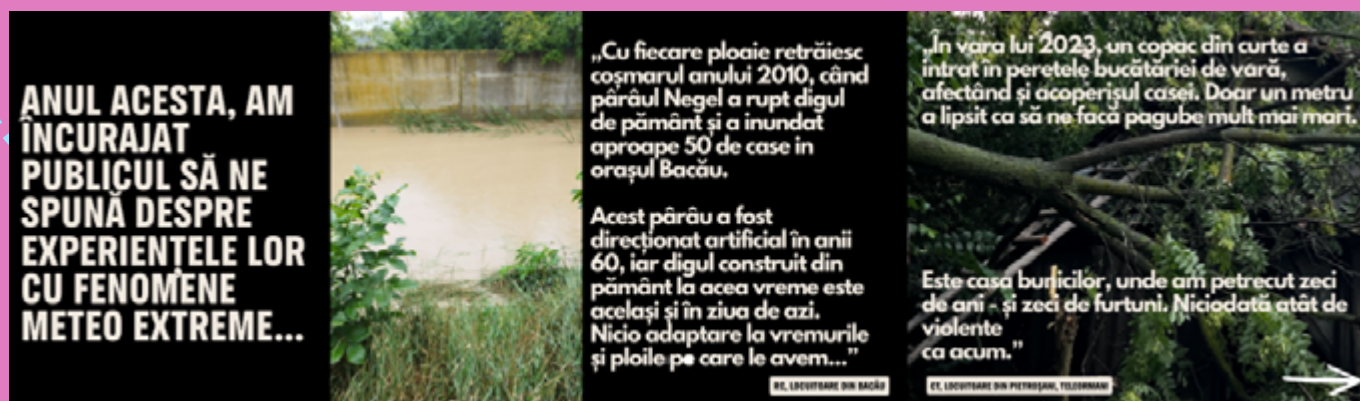 ANUL ACESTA, AM
ÎNCURAJAT
PUBLICUL SĂ NE
SPUNĂ DESPRE
EXPERIENȚELE LOR
CU FENOMENE
METEO EXTREME...
„Cu fiecare ploaie retrăiesc
coșmarul anului 2010, când
pârâul Negel a rupt digul
de pământ și a inundat
aproape 50 de case in
orașul Bacău.
Acest pârâu a fost
direcționat artificial în anii
60, iar digul construit din
pământ la acea vreme este
același și în ziua de azi.
Nicio adaptare la vremurile
și ploile pe care le avem...”
RC, LOCUITOARE DIN BACĂU
„În vara lui 2023, un copac din curte a
intrat în peretele bucătăriei de vară,
afectând și acoperișul casei. Doar un metru
a lipsit ca să ne facă pagube mult mai mari.
Este casa bunicilor, unde am petrecut zeci
de ani - și zeci de furtuni. Niciodată atât de
violente
ca acum.”
CT, LOCUITOARE DIN PIETROȘANI, TELEORMAN